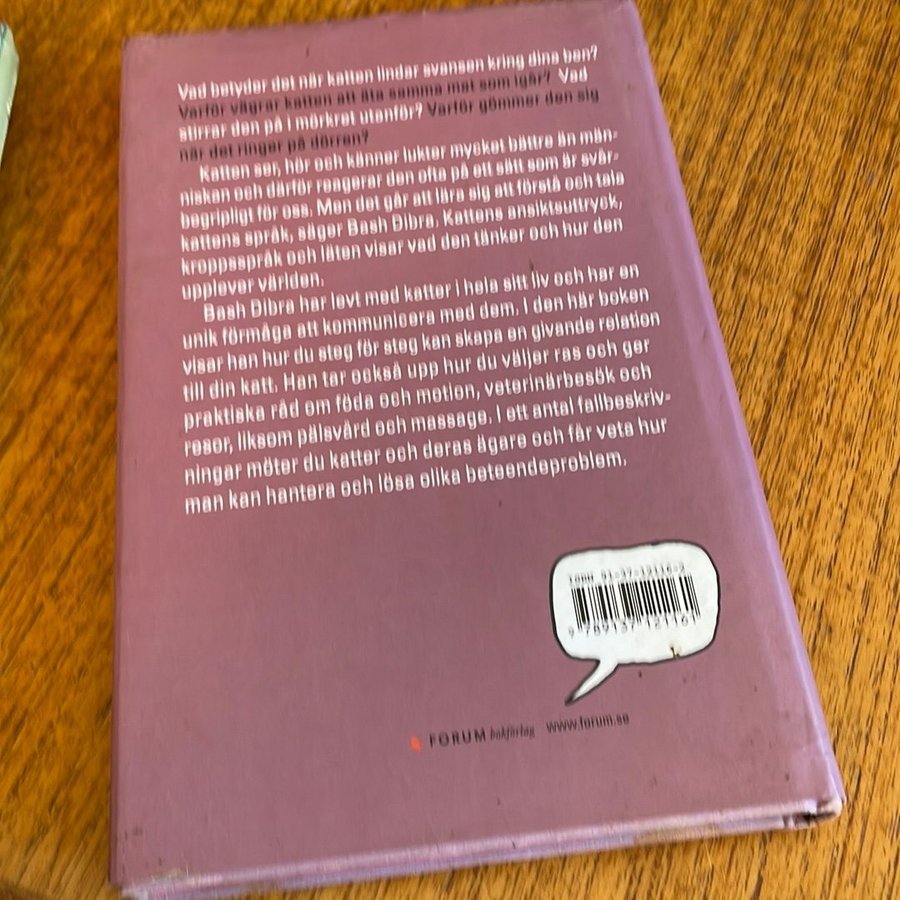 Vad betyder det när katten lindar svansen kring dina ben?
Varför vägrar katten att äta samma mat som igår? Vad
stirrar den på i mörkret utanför? Varför gömmer den sig
när det ringer på dörren?
Katten ser, hör och känner lukter mycket bättre än män-
niskan och därför reagerar den ofta på ett sätt som är svår-
begripligt för oss. Men det går att lära sig att förstå och tala
kattens språk, säger Bash Dibra. Kattens ansiktsuttryck,
kroppsspråk och läten visar vad den tänker och hur den
upplever världen.
Bash Dibra har levt med katter i hela sitt liv och har en
unik förmåga att kommunicera med dem. I den här boken
visar han hur du steg för steg kan skapa en givande relation
till din katt. Han tar också upp hur du väljer ras och ger
praktiska råd om föda och motion, veterinärbesök och
resor, liksom pälsvård och massage. I ett antal fallbeskriv-
ningar möter du katter och deras ägare och får veta hur
man kan hantera och lösa olika beteendeproblem.
ISBN 91-37-12116-2
9 789137 121161
FORUM bokförlag www.forum.se